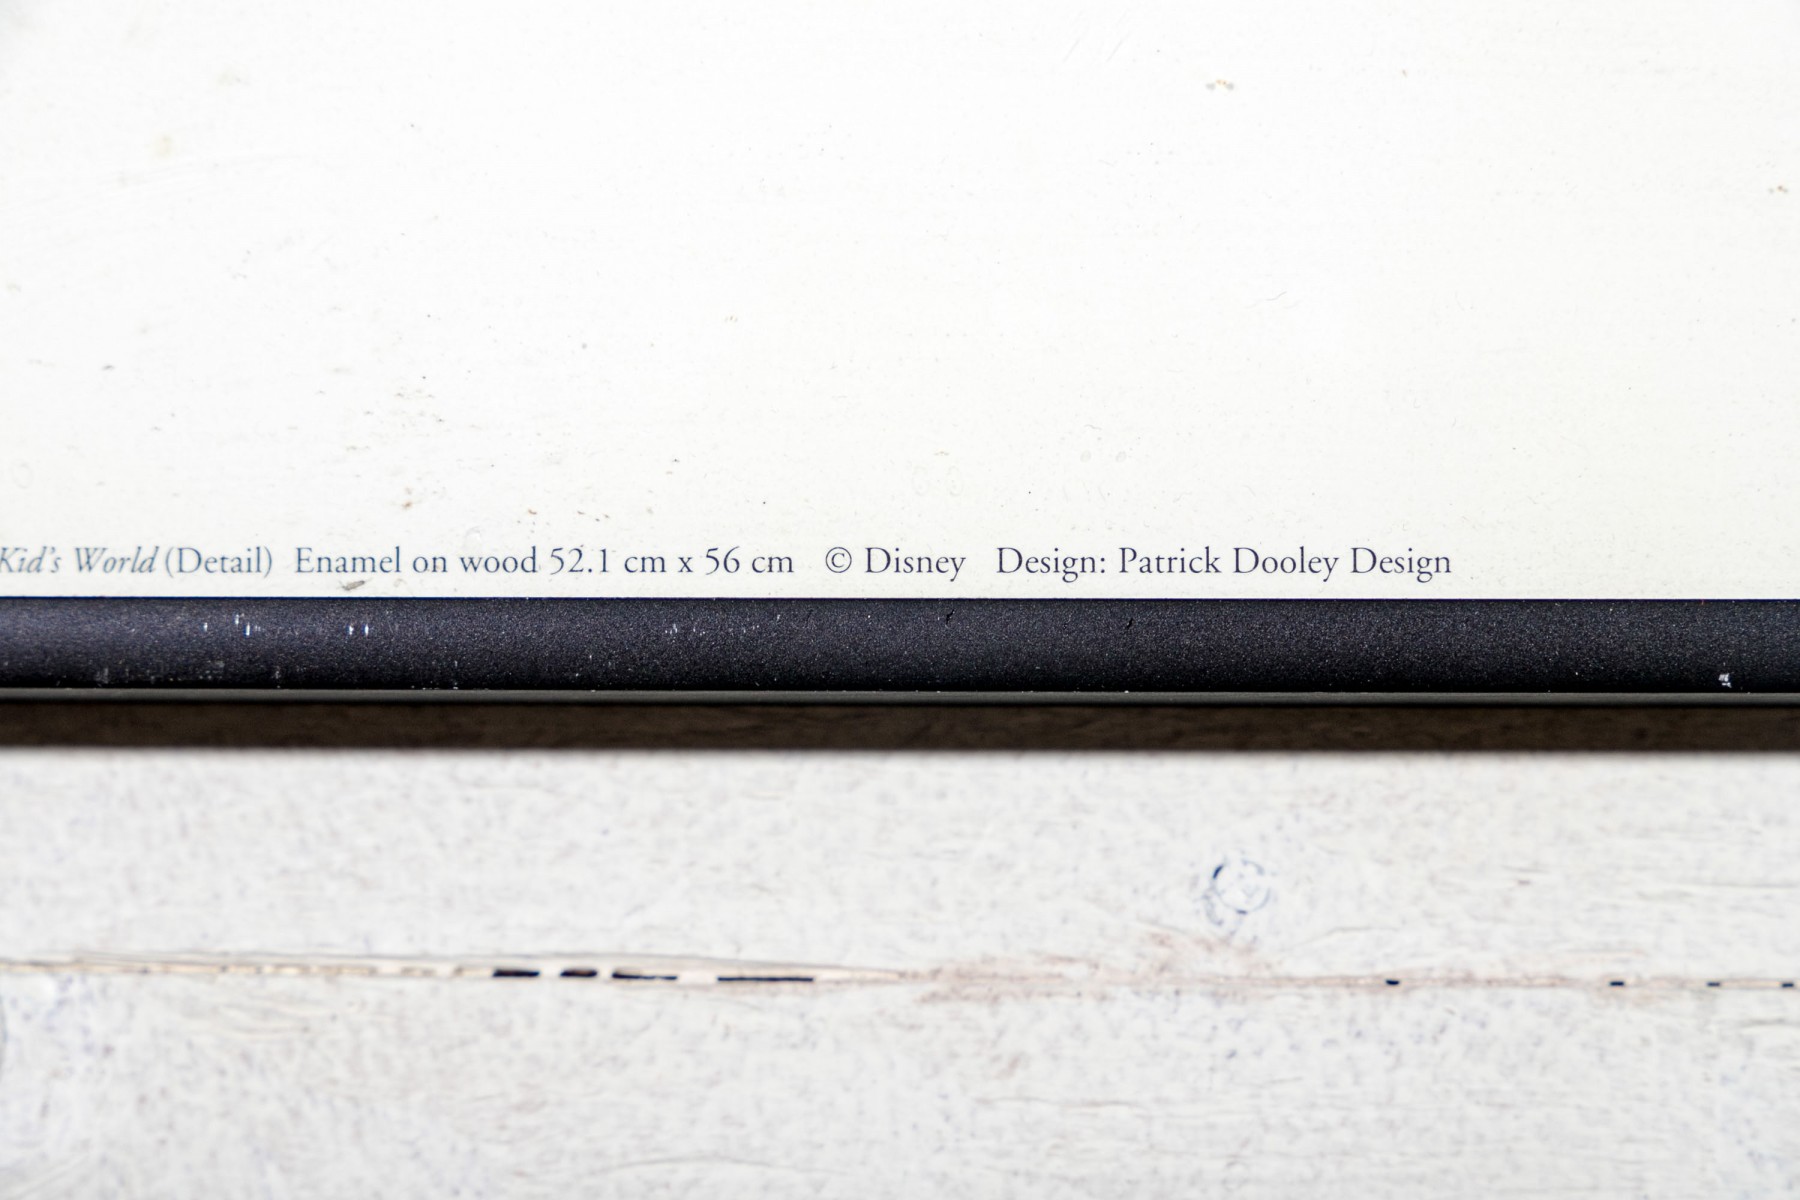 Kid's World (Detail) Enamel on wood 52.1 cm x 56 cm © Disney Design: Patrick Dooley Design